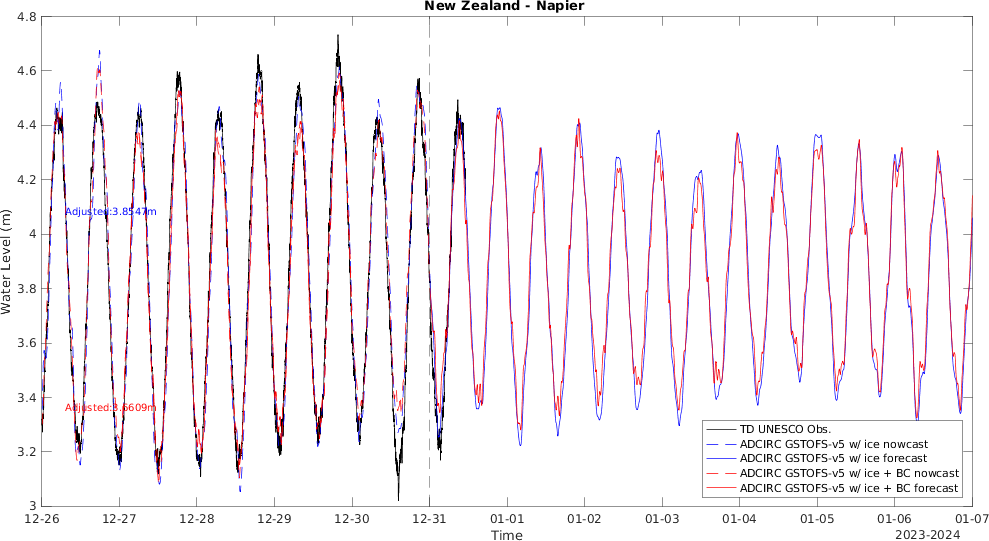 New Zealand - Napier
4.8
4.6
4.4
4.2
4
3.8
3.6
3.4
3.2
3
Water Level (m)
Adjusted:3.8547m
Adjusted:3.6609m
TD UNESCO Obs.
ADCIRC GSTOFS-v5 w/ ice nowcast
ADCIRC GSTOFS-v5 w/ ice forecast
ADCIRC GSTOFS-v5 w/ ice + BC nowcast
ADCIRC GSTOFS-v5 w/ ice + BC forecast
12-26 12-27 12-28 12-29 12-30 12-31 01-01 01-02 01-03 01-04 01-05 01-06 01-07
Time
2023-2024